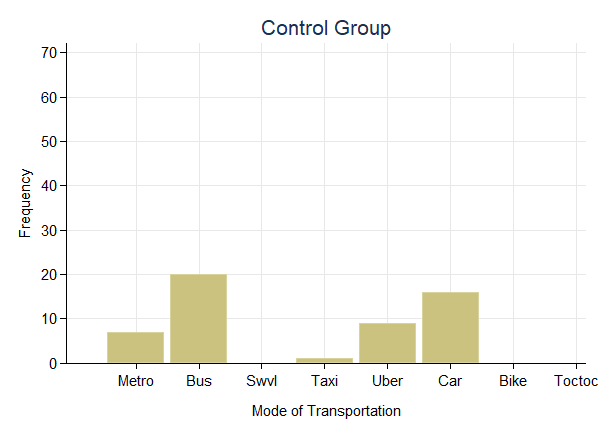 Control Group
70
60
50
40
30
20
10
0
Frequency
Metro Bus Swvl Taxi Uber Car Bike Toctoc
Mode of Transportation